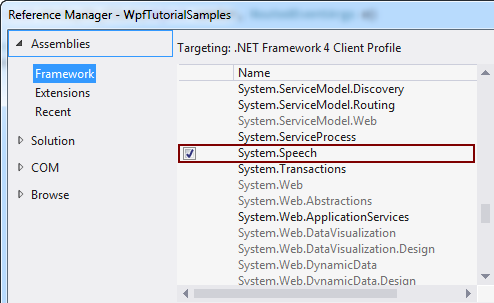 Reference Manager - WpfTutorialSamples
Assemblies
Framework
Extensions
Recent
Solution
COM
Browse
Targeting: .NET Framework 4 Client Profile
Name
System.ServiceModel.Discovery
System.ServiceModel.Routing
System.ServiceModel.Web
System.ServiceProcess
System.Speech
System.Transactions
System.Web
System.Web.Abstractions
System.Web.ApplicationServices
System.Web.DataVisualization
System.Web.DataVisualization.Design
System.Web.DynamicData
System.Web.DynamicData.Design